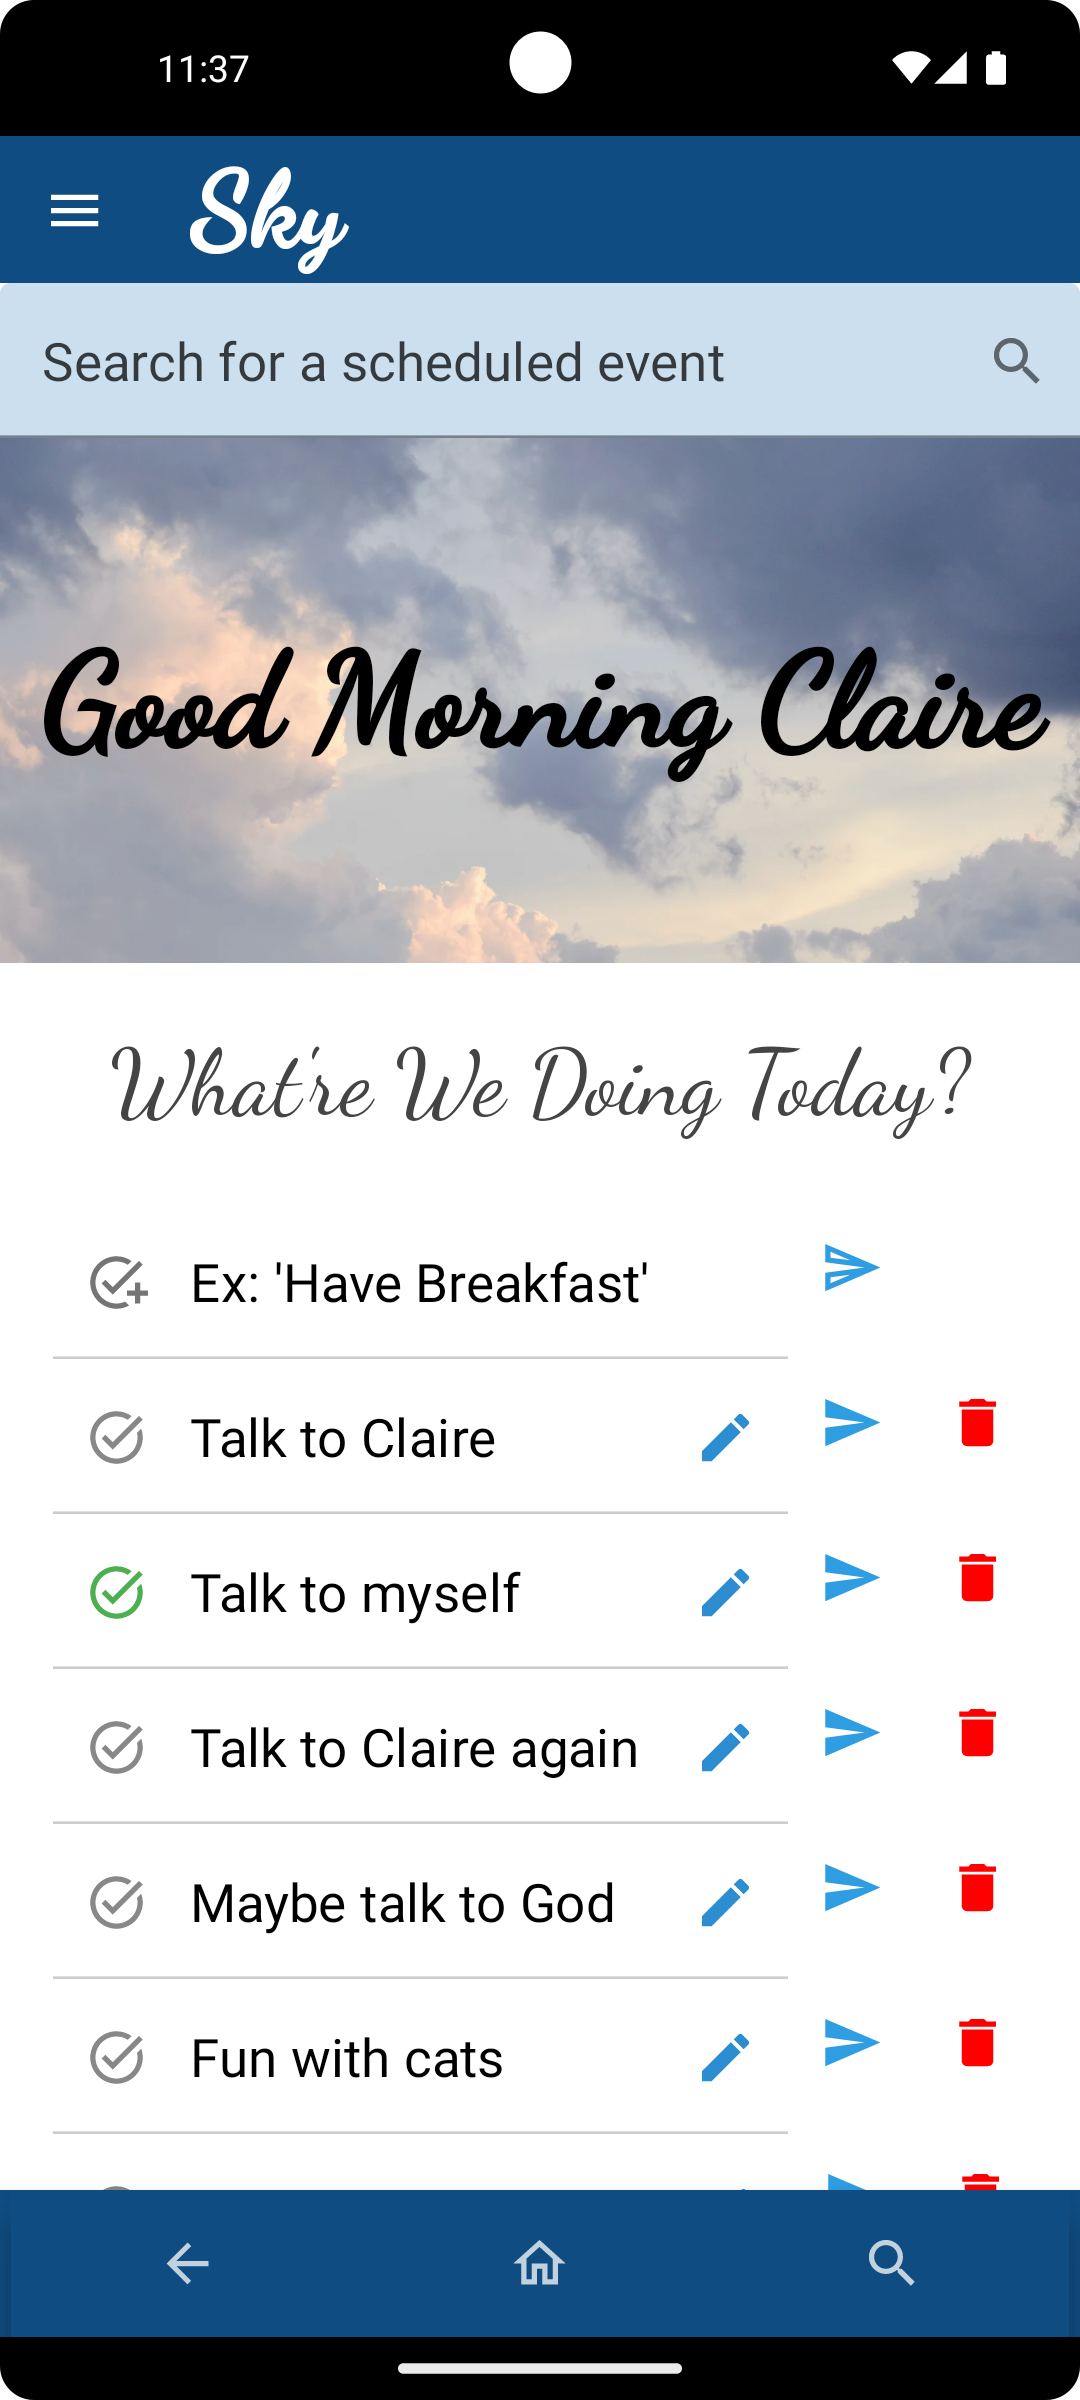 11:37
Sky
Search for a scheduled event
Good Morning Claire
What're We Doing Today?
Ex: 'Have Breakfast'
Talk to Claire
Talk to myself
Talk to Claire again
Maybe talk to God
Fun with cats